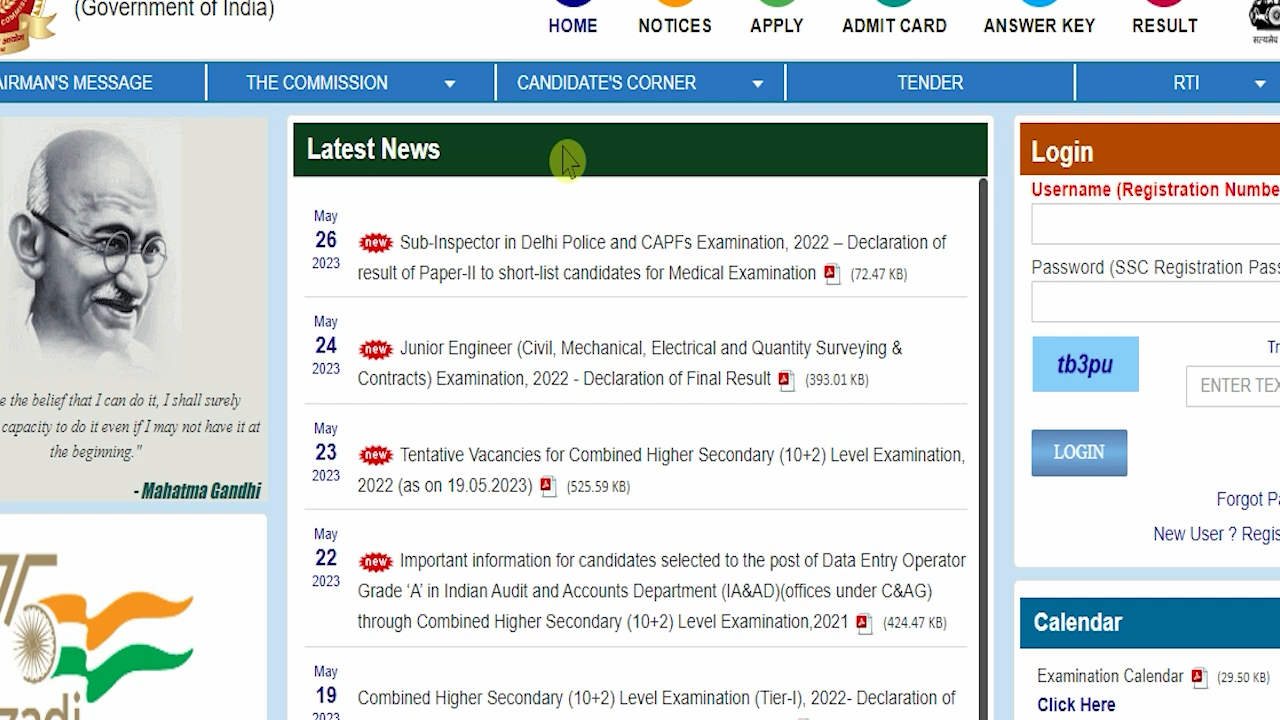 (Government of India)
HOME
NOTICES
APPLY
ADMIT CARD
ANSWER KEY
RESULT
AIRMAN'S MESSAGE
THE COMMISSION
CANDIDATE'S CORNER
TENDER
RTI
e the belief that I can do it, I shall surely
capacity to do it even if I may not have it at
the beginning."
- Mahatma Gandhi
Latest News
May
26
2023
new Sub-Inspector in Delhi Police and CAPFs Examination, 2022 – Declaration of
result of Paper-II to short-list candidates for Medical Examination (72.47 KB)
May
24
2023
new Junior Engineer (Civil, Mechanical, Electrical and Quantity Surveying &
Contracts) Examination, 2022 - Declaration of Final Result (393.01 KB)
May
23
2023
new Tentative Vacancies for Combined Higher Secondary (10+2) Level Examination,
2022 (as on 19.05.2023) (525.59 KB)
May
22
2023
new Important information for candidates selected to the post of Data Entry Operator
Grade ‘A’ in Indian Audit and Accounts Department (IA&AD)(offices under C&AG)
through Combined Higher Secondary (10+2) Level Examination,2021 (424.47 KB)
May
19
2023
Combined Higher Secondary (10+2) Level Examination (Tier-I), 2022- Declaration of
Login
Username (Registration Numbe
Password (SSC Registration Pass
tb3pu
Tr
ENTER TEX
LOGIN
Forgot Pa
New User ? Regis
Calendar
Examination Calendar (29.50 KB)
Click Here
75
zadi